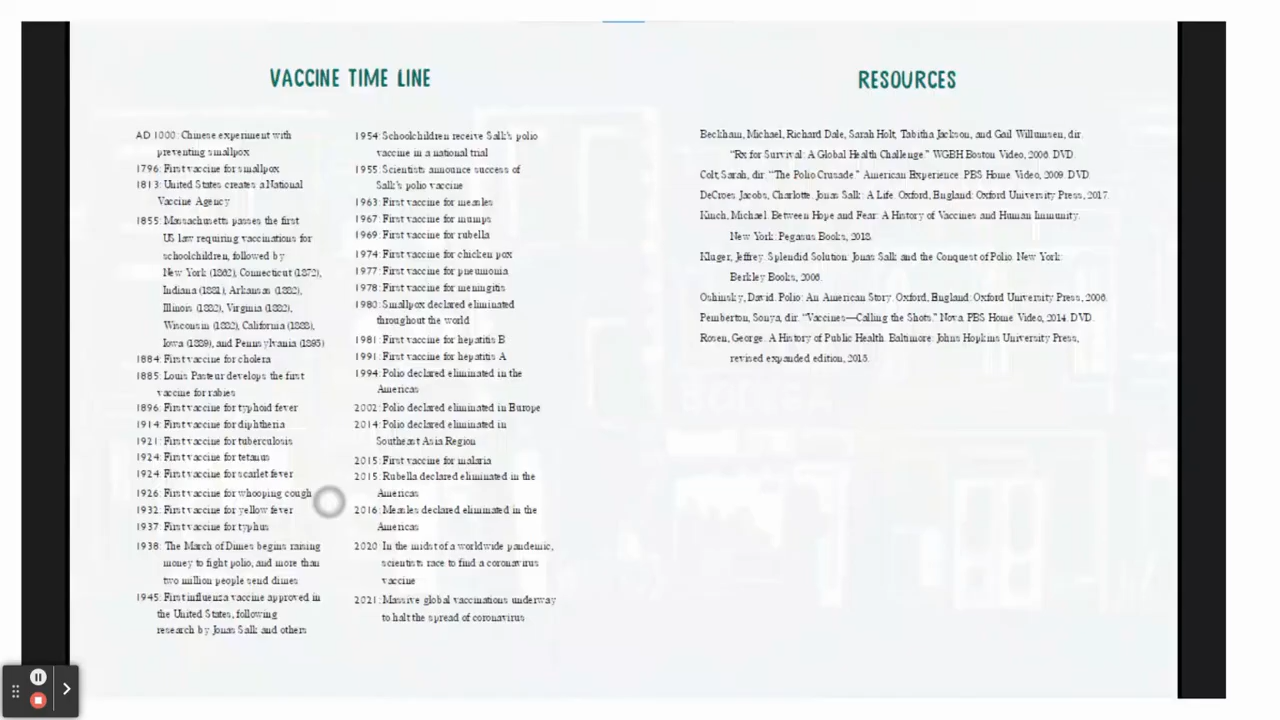 VACCINE TIME LINE
AD 1000: Chinese experiment with
preventing smallpox
1796: First vaccine for smallpox
1813: United States creates a National
Vaccine Agency
1855: Massachusetts passes the first
US law requiring vaccinations for
schoolchildren, followed by
New York (1862), Connecticut (1872),
Indiana (1881), Arkansas (1882),
Illinois (1882), Virginia (1882),
Wisconsin (1882), California (1888),
Iowa (1889), and Pennsylvania (1895)
1884: First vaccine for cholera
1885: Louis Pasteur develops the first
vaccine for rabies
1896: First vaccine for typhoid fever
1914: First vaccine for diphtheria
1921: First vaccine for tuberculosis
1924: First vaccine for tetanus
1924: First vaccine for scarlet fever
1926: First vaccine for whooping cough
1932: First vaccine for yellow fever
1937: First vaccine for typhus
1938: The March of Dimes begins raising
money to fight polio, and more than
two million people send dimes
1945: First influenza vaccine approved in
the United States, following
research by Jonas Salk and others
1954: Schoolchildren receive Salk's polio
vaccine in a national trial
1955: Scientists announce success of
Salk's polio vaccine
1963: First vaccine for measles
1967: First vaccine for mumps
1969: First vaccine for rubella
1974: First vaccine for chicken pox
1977: First vaccine for pneumonia
1978: First vaccine for meningitis
1980: Smallpox declared eliminated
throughout the world
1981: First vaccine for hepatitis B
1991: First vaccine for hepatitis A
1994: Polio declared eliminated in the
Americas
2002: Polio declared eliminated in Europe
2014: Polio declared eliminated in
Southeast Asia Region
2015: First vaccine for malaria
2015: Rubella declared eliminated in the
Americas
2016: Measles declared eliminated in the
Americas
2020: In the midst of a worldwide pandemic,
scientists race to find a coronavirus
vaccine
2021: Massive global vaccinations underway
to halt the spread of coronavirus
RESOURCES
Beckham, Michael, Richard Dale, Sarah Holt, Tabitha Jackson, and Gail Willumsen, dir.
"Rx for Survival: A Global Health Challenge." WGBH Boston Video, 2006. DVD.
Colt, Sarah, dir. "The Polio Crusade." American Experience. PBS Home Video, 2009. DVD.
DeCroes Jacobs, Charlotte. Jonas Salk: A Life. Oxford, England: Oxford University Press, 2017.
Kinch, Michael. Between Hope and Fear: A History of Vaccines and Human Immunity.
New York: Pegasus Books, 2018.
Kluger, Jeffrey. Splendid Solution: Jonas Salk and the Conquest of Polio. New York:
Berkley Books, 2006.
Oshinsky, David. Polio: An American Story. Oxford, England: Oxford University Press, 2006.
Pemberton, Sonya, dir. "Vaccines—Calling the Shots." Nova. PBS Home Video, 2014. DVD.
Rosen, George. A History of Public Health. Baltimore: Johns Hopkins University Press,
revised expanded edition, 2015.